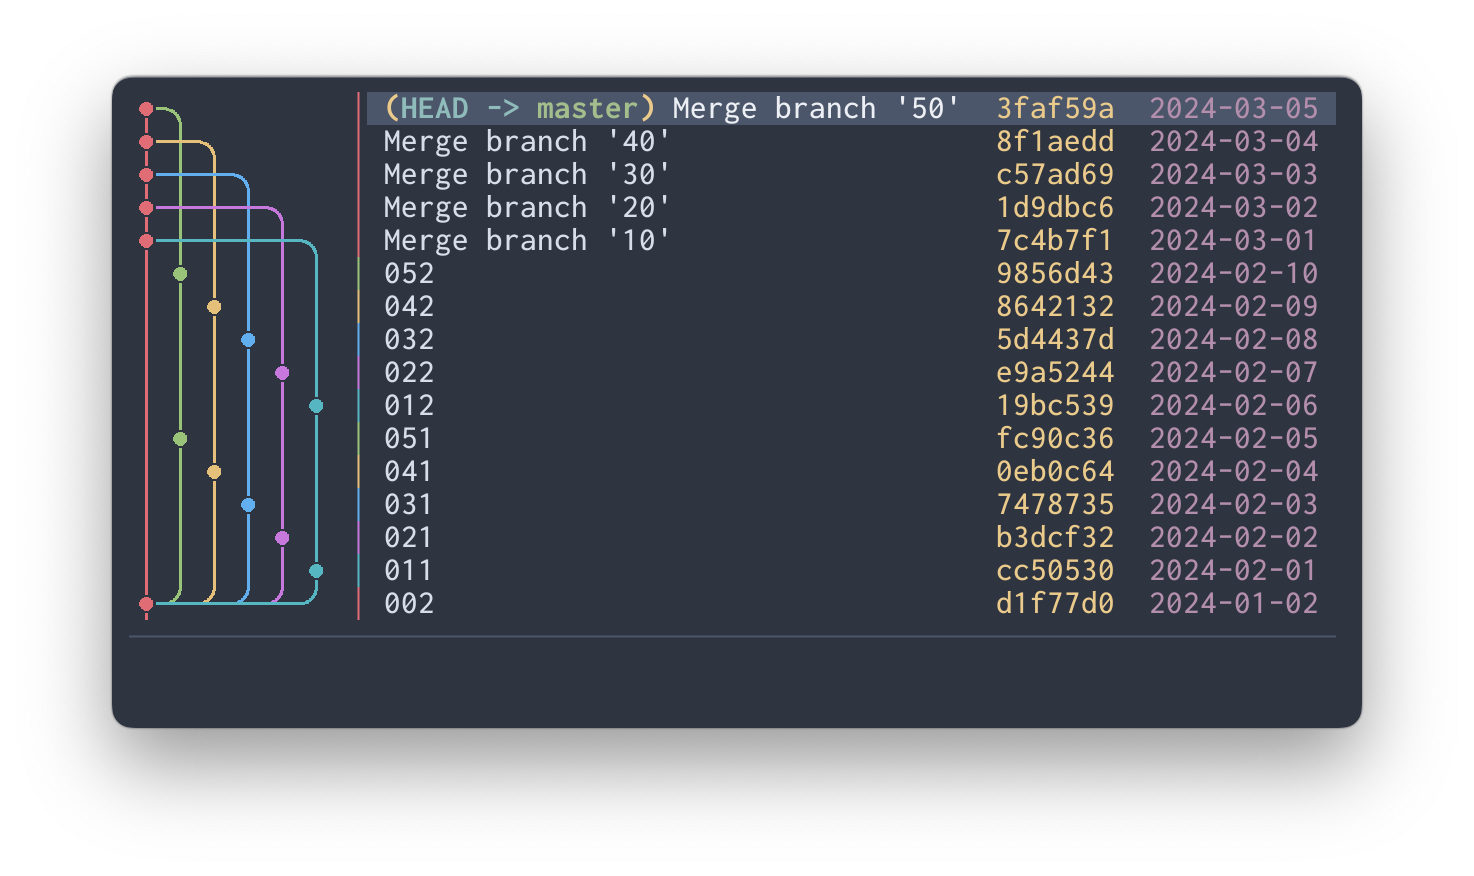 (HEAD -> master) Merge branch '50' 3faf59a 2024-03-05
Merge branch '40' 8f1aedd 2024-03-04
Merge branch '30' c57ad69 2024-03-03
Merge branch '20' 1d9dbc6 2024-03-02
Merge branch '10' 7c4b7f1 2024-03-01
052 9856d43 2024-02-10
042 8642132 2024-02-09
032 5d4437d 2024-02-08
022 e9a5244 2024-02-07
012 19bc539 2024-02-06
051 fc90c36 2024-02-05
041 0eb0c64 2024-02-04
031 7478735 2024-02-03
021 b3dcf32 2024-02-02
011 cc50530 2024-02-01
002 d1f77d0 2024-01-02